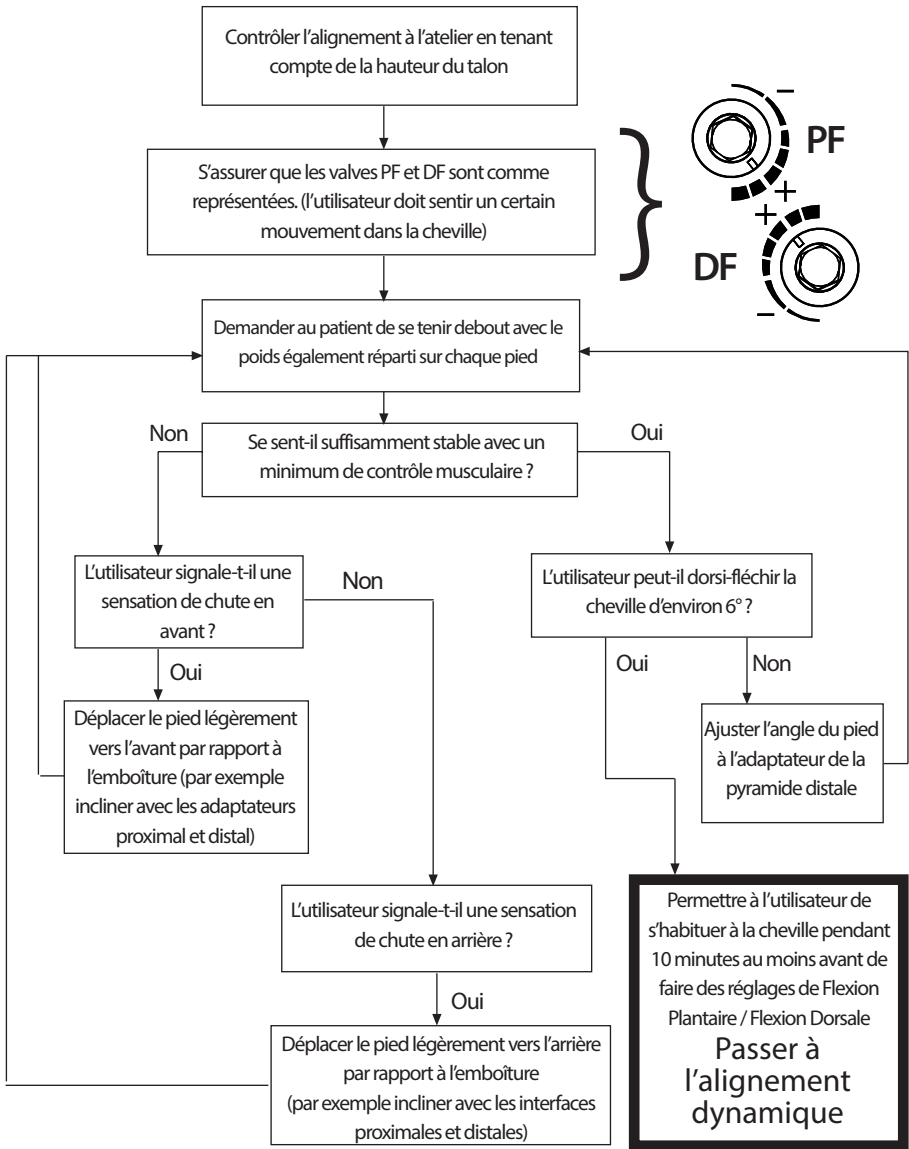 Contrôler l'alignement à l'atelier en tenant
compte de la hauteur du talon
S'assurer que les valves PF et DF sont comme
représentées. (l'utilisateur doit sentir un certain
mouvement dans la cheville)
−
PF
+
+
DF
−
Demander au patient de se tenir debout avec le
poids également réparti sur chaque pied
Non
Se sent-il suffisamment stable avec un
minimum de contrôle musculaire ?
Oui
L'utilisateur signale-t-il une
sensation de chute en
avant ?
Non
L'utilisateur peut-il dorsi-fléchir la
cheville d'environ 6° ?
Oui
Oui
Non
Déplacer le pied légèrement
vers l'avant par rapport à
l'emboîture (par exemple
incliner avec les adaptateurs
proximal et distal)
Ajuster l'angle du pied
à l'adaptateur de la
pyramide distale
L'utilisateur signale-t-il une sensation
de chute en arrière ?
Oui
Déplacer le pied légèrement vers l'arrière
par rapport à l'emboîture
(par exemple incliner avec les interfaces
proximales et distales)
Permettre à l'utilisateur de
s'habituer à la cheville pendant
10 minutes au moins avant de
faire des réglages de Flexion
Plantaire / Flexion Dorsale
Passer à
l'alignement
dynamique